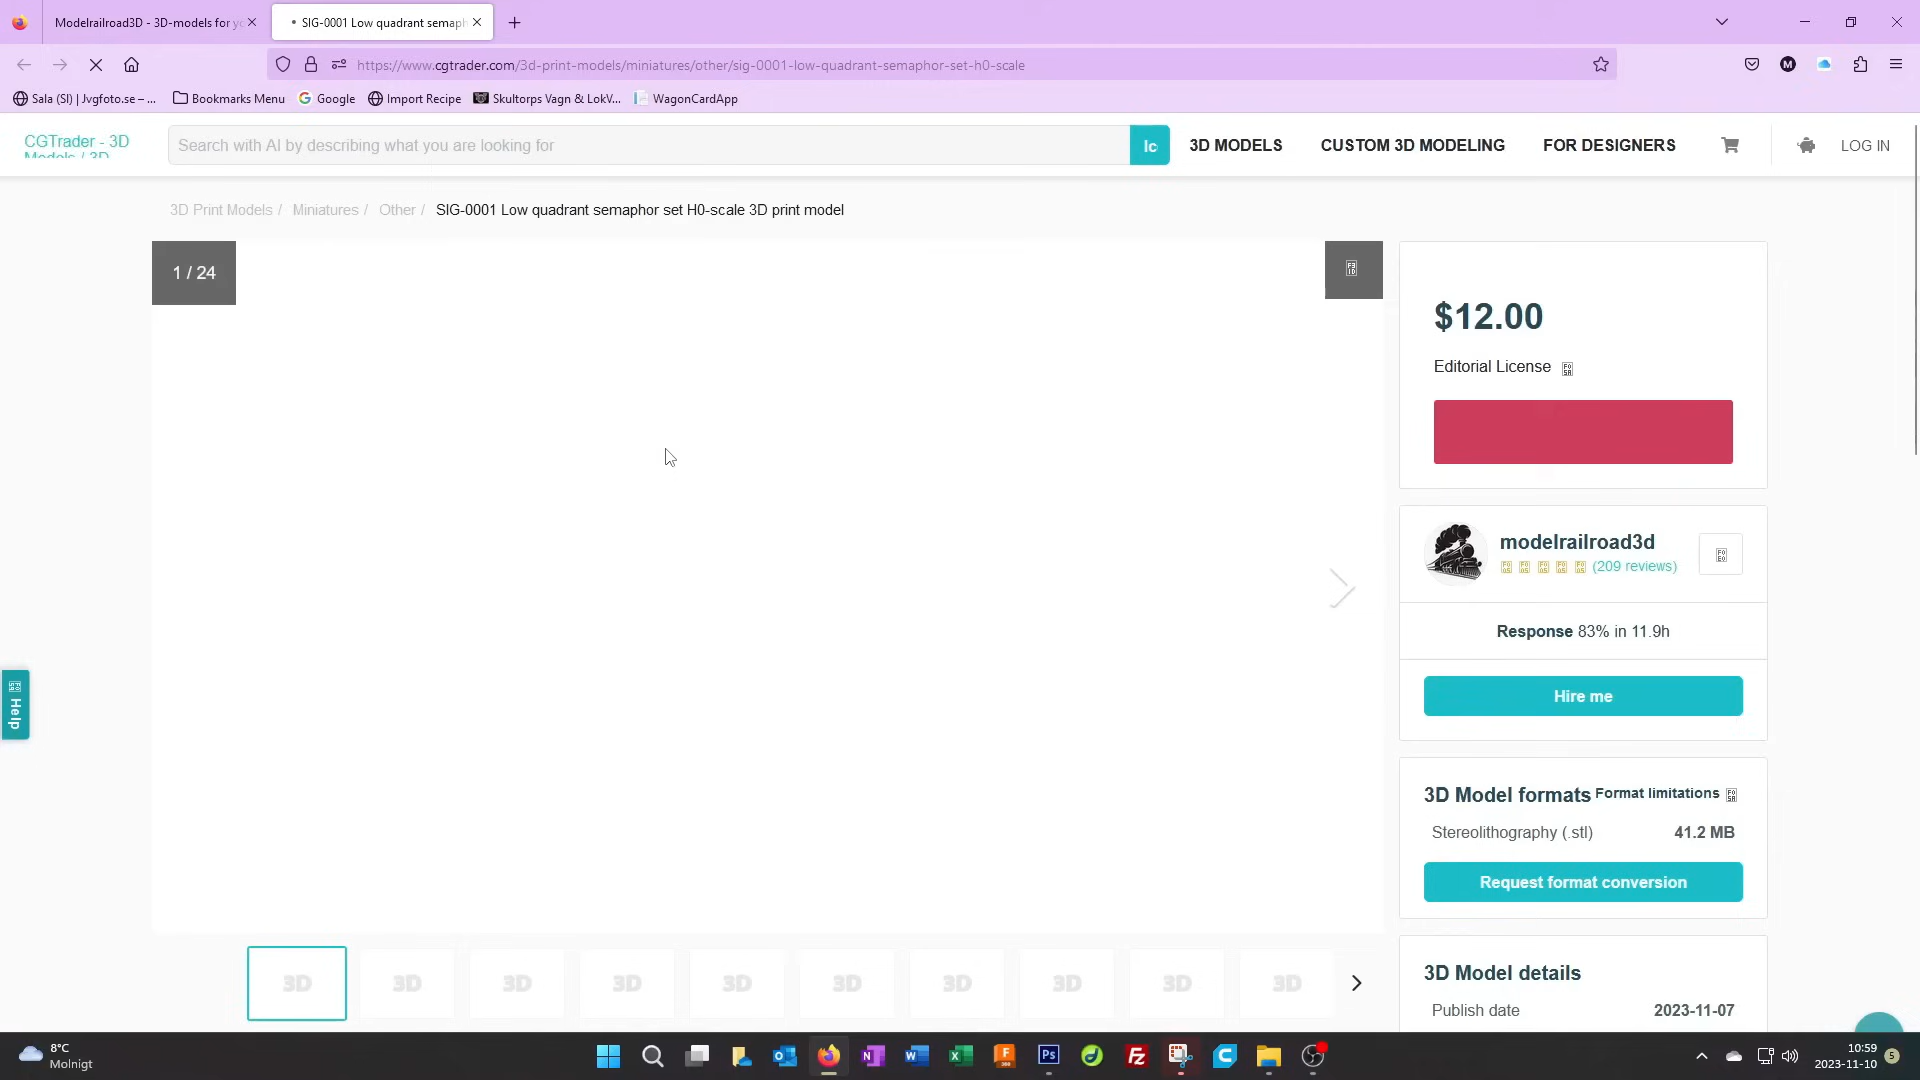 Modelrailroad3D - 3D-models for yo
SIG-0001 Low quadrant semaph
https://www.cgtrader.com/3d-print-models/miniatures/other/sig-0001-low-quadrant-semaphor-set-h0-scale
M
Sala (SI) | Jvgfoto.se – ...
Bookmarks Menu
Google
Import Recipe
Skultorps Vagn & LokV...
WagonCardApp
CGTrader - 3D
Models / 3D
Search with AI by describing what you are looking for
Ic
3D MODELS
CUSTOM 3D MODELING
FOR DESIGNERS
LOG IN
3D Print Models /
Miniatures /
Other /
SIG-0001 Low quadrant semaphor set H0-scale 3D print model
1 / 24
$12.00
Editorial License
modelrailroad3d
(209 reviews)
Response 83% in 11.9h
Hire me
Help
3D Model formats
Format limitations
Stereolithography (.stl)
41.2 MB
Request format conversion
3D 3D 3D 3D 3D 3D 3D 3D 3D 3D
3D Model details
Publish date
2023-11-07
8°C
Molnigt
10:59
2023-11-10
5